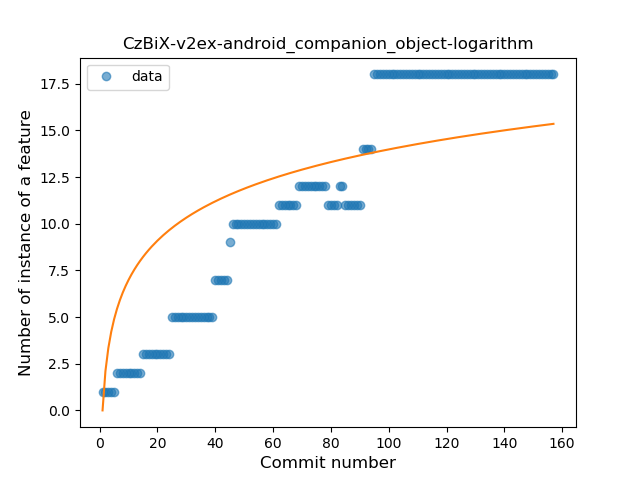 CzBiX-v2ex-android_companion_object-logarithm
data
Number of instance of a feature
17.5
15.0
12.5
10.0
7.5
5.0
2.5
0.0
0 20 40 60 80 100 120 140 160
Commit number